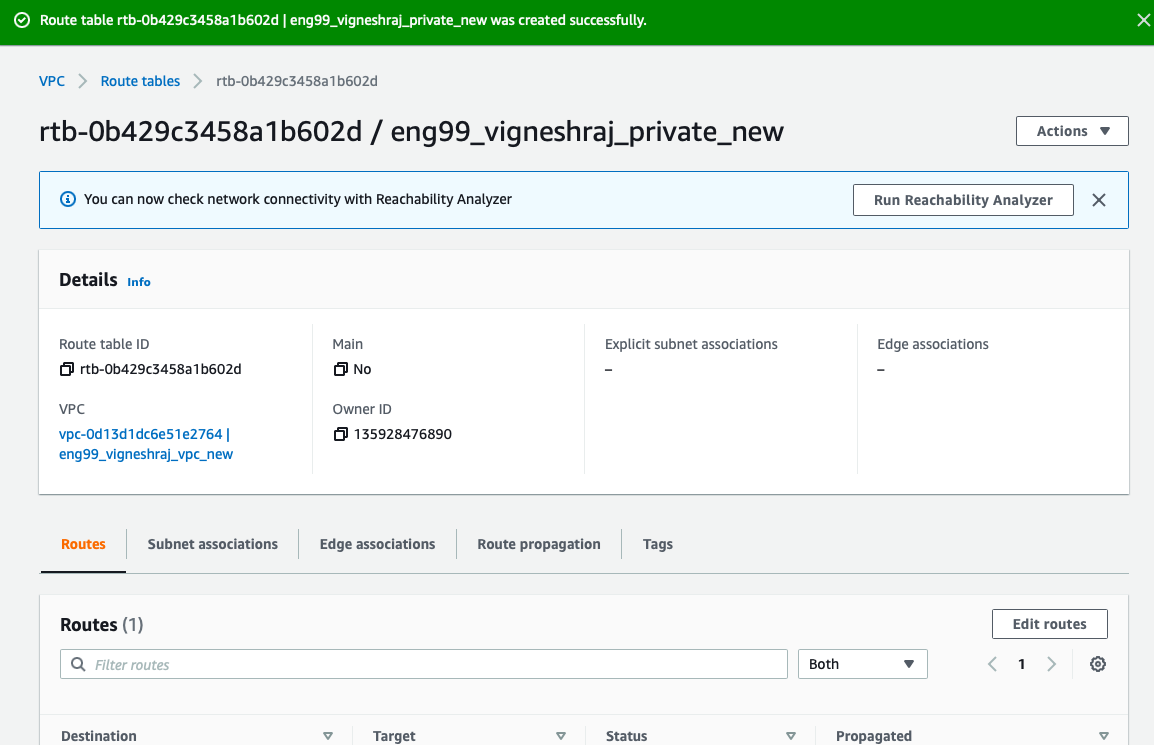 Route table rtb-0b429c3458a1b602d | eng99_vigneshraj_private_new was created successfully.
VPC Route tables rtb-0b429c3458a1b602d
rtb-0b429c3458a1b602d / eng99_vigneshraj_private_new
Actions
You can now check network connectivity with Reachability Analyzer
Run Reachability Analyzer
Details Info
Route table ID
rtb-0b429c3458a1b602d
Main
No
Explicit subnet associations
–
Edge associations
–
VPC
vpc-0d13d1dc6e51e2764 |
eng99_vigneshraj_vpc_new
Owner ID
135928476890
Routes Subnet associations Edge associations Route propagation Tags
Routes (1)
Edit routes
Filter routes
Both
1
Destination Target Status Propagated